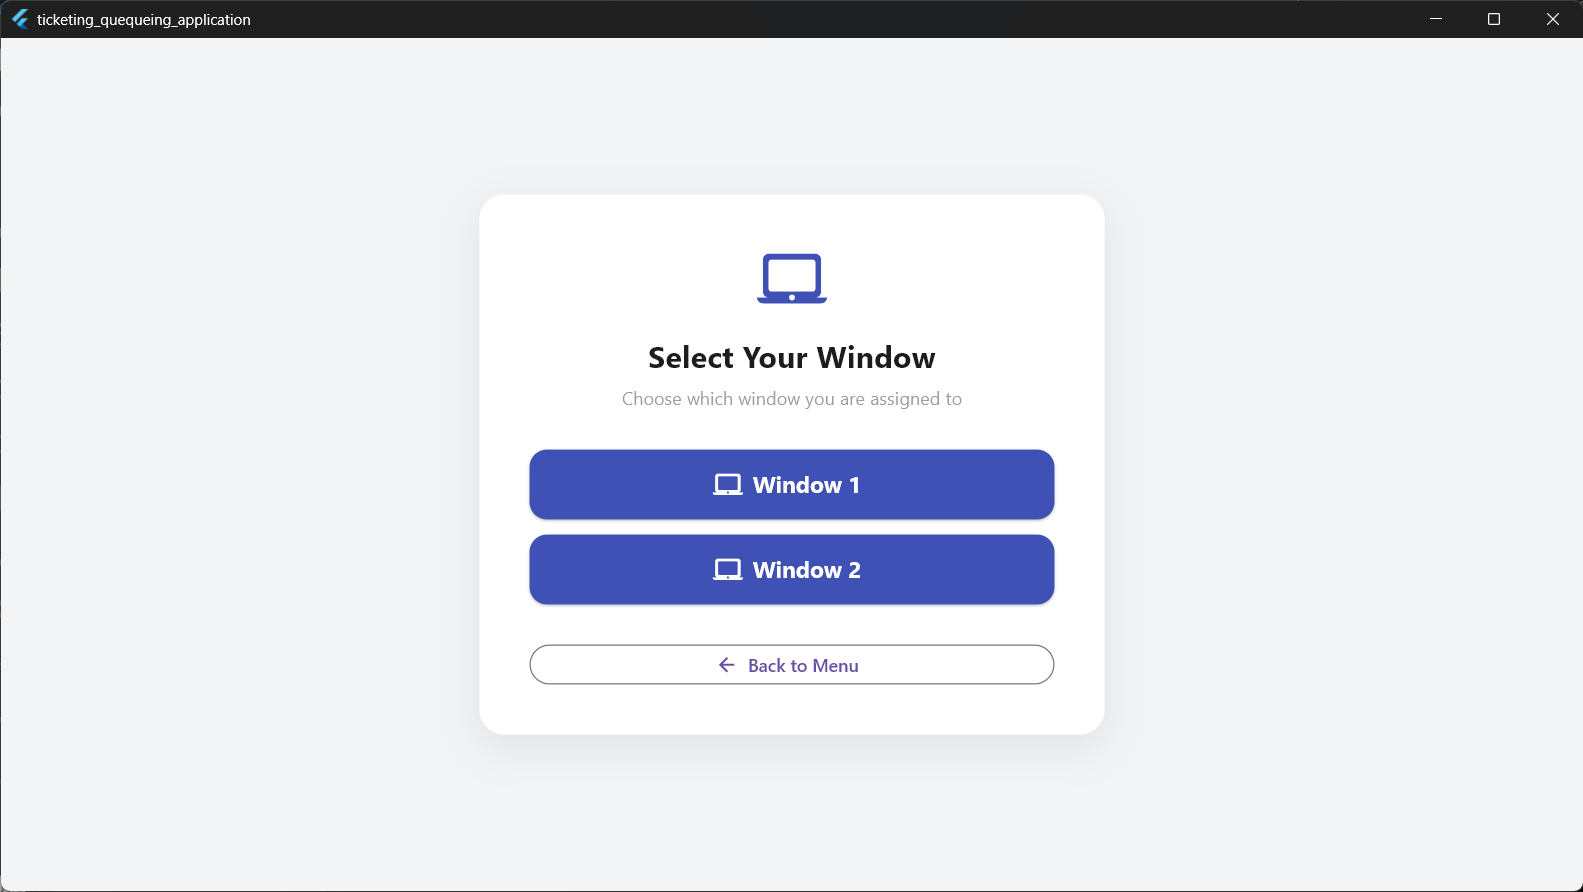 ticketing_quequeing_application
Select Your Window
Choose which window you are assigned to
Window 1
Window 2
Back to Menu